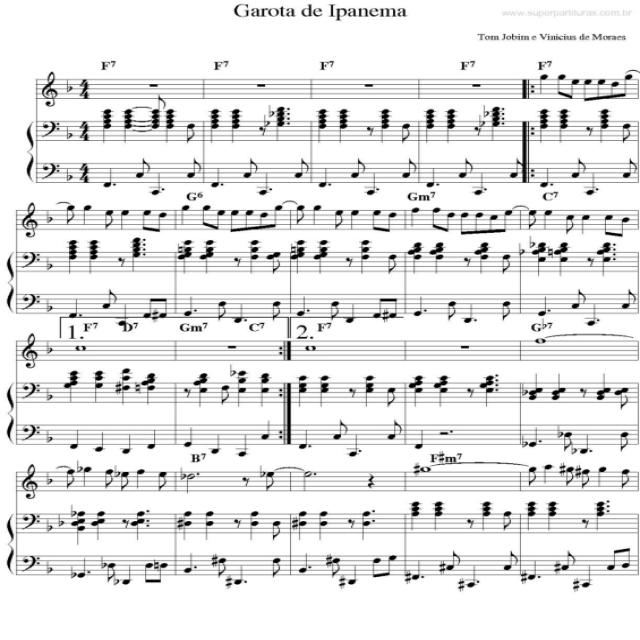 Garota de Ipanema
www.superpartituras.com.br
Tom Jobim e Vinicius de Moraes
F7 F7 F7 F7 F7
G6 Gm7 C7
1. F7 D7 Gm7 C7 2. F7 Gb7
B7 F#m7